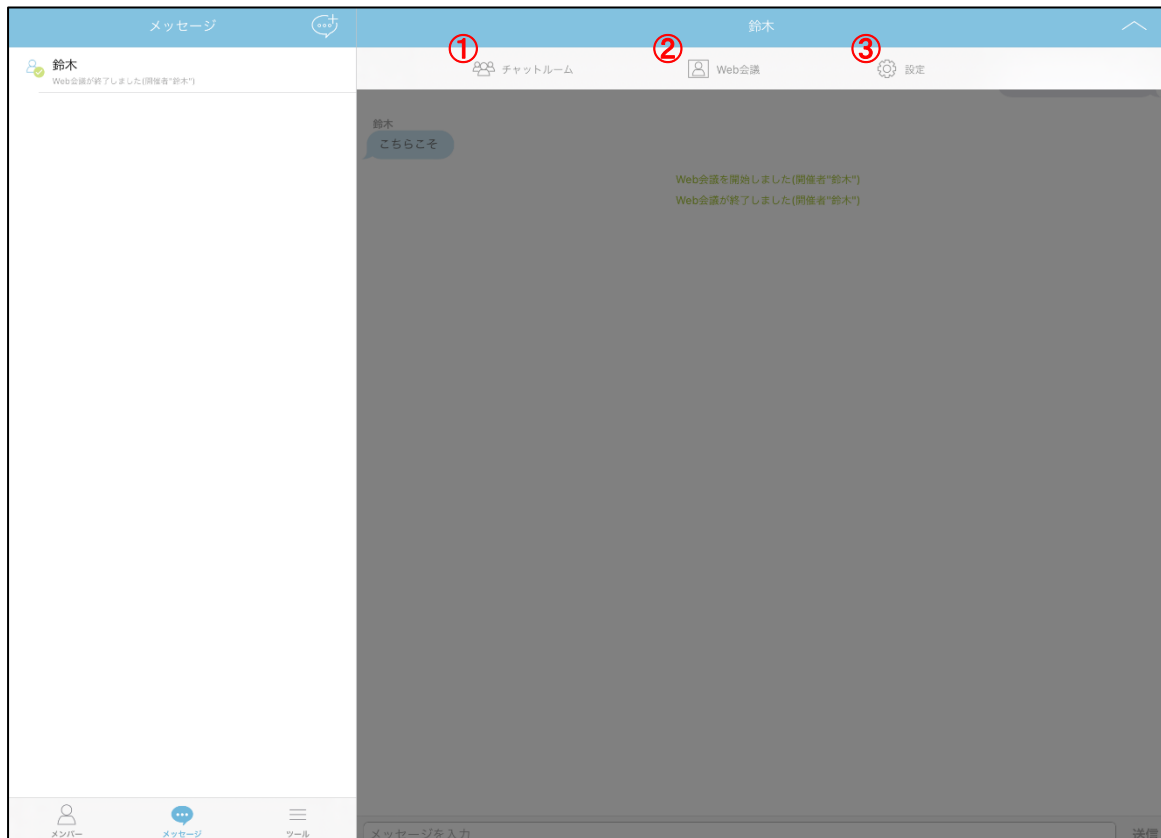 メッセージ
鈴木
Web会議が終了しました(開催者"鈴木")
鈴木
① チャットルーム
② Web会議
③ 設定
鈴木
こちらこそ
Web会議を開始しました(開催者"鈴木")
Web会議が終了しました(開催者"鈴木")
メンバー
メッセージ
ツール
メッセージを入力
送信